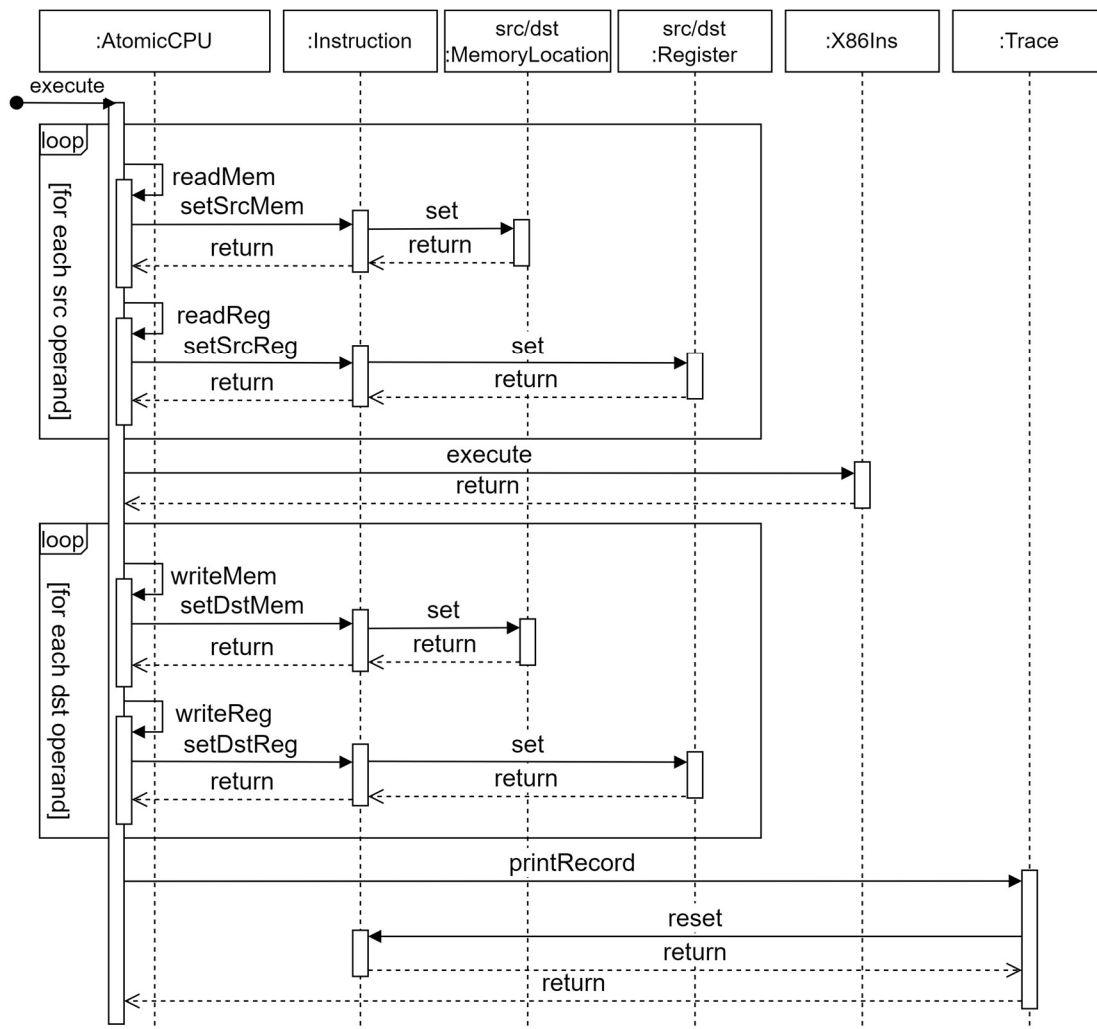 :AtomicCPU
:Instruction
src/dst
:MemoryLocation
src/dst
:Register
:X86Ins
:Trace
execute
loop
[for each src operand]
readMem
setSrcMem
set
return
return
readReg
setSrcReg
set
return
return
execute
return
loop
[for each dst operand]
writeMem
setDstMem
set
return
return
writeReg
setDstReg
set
return
return
printRecord
reset
return
return